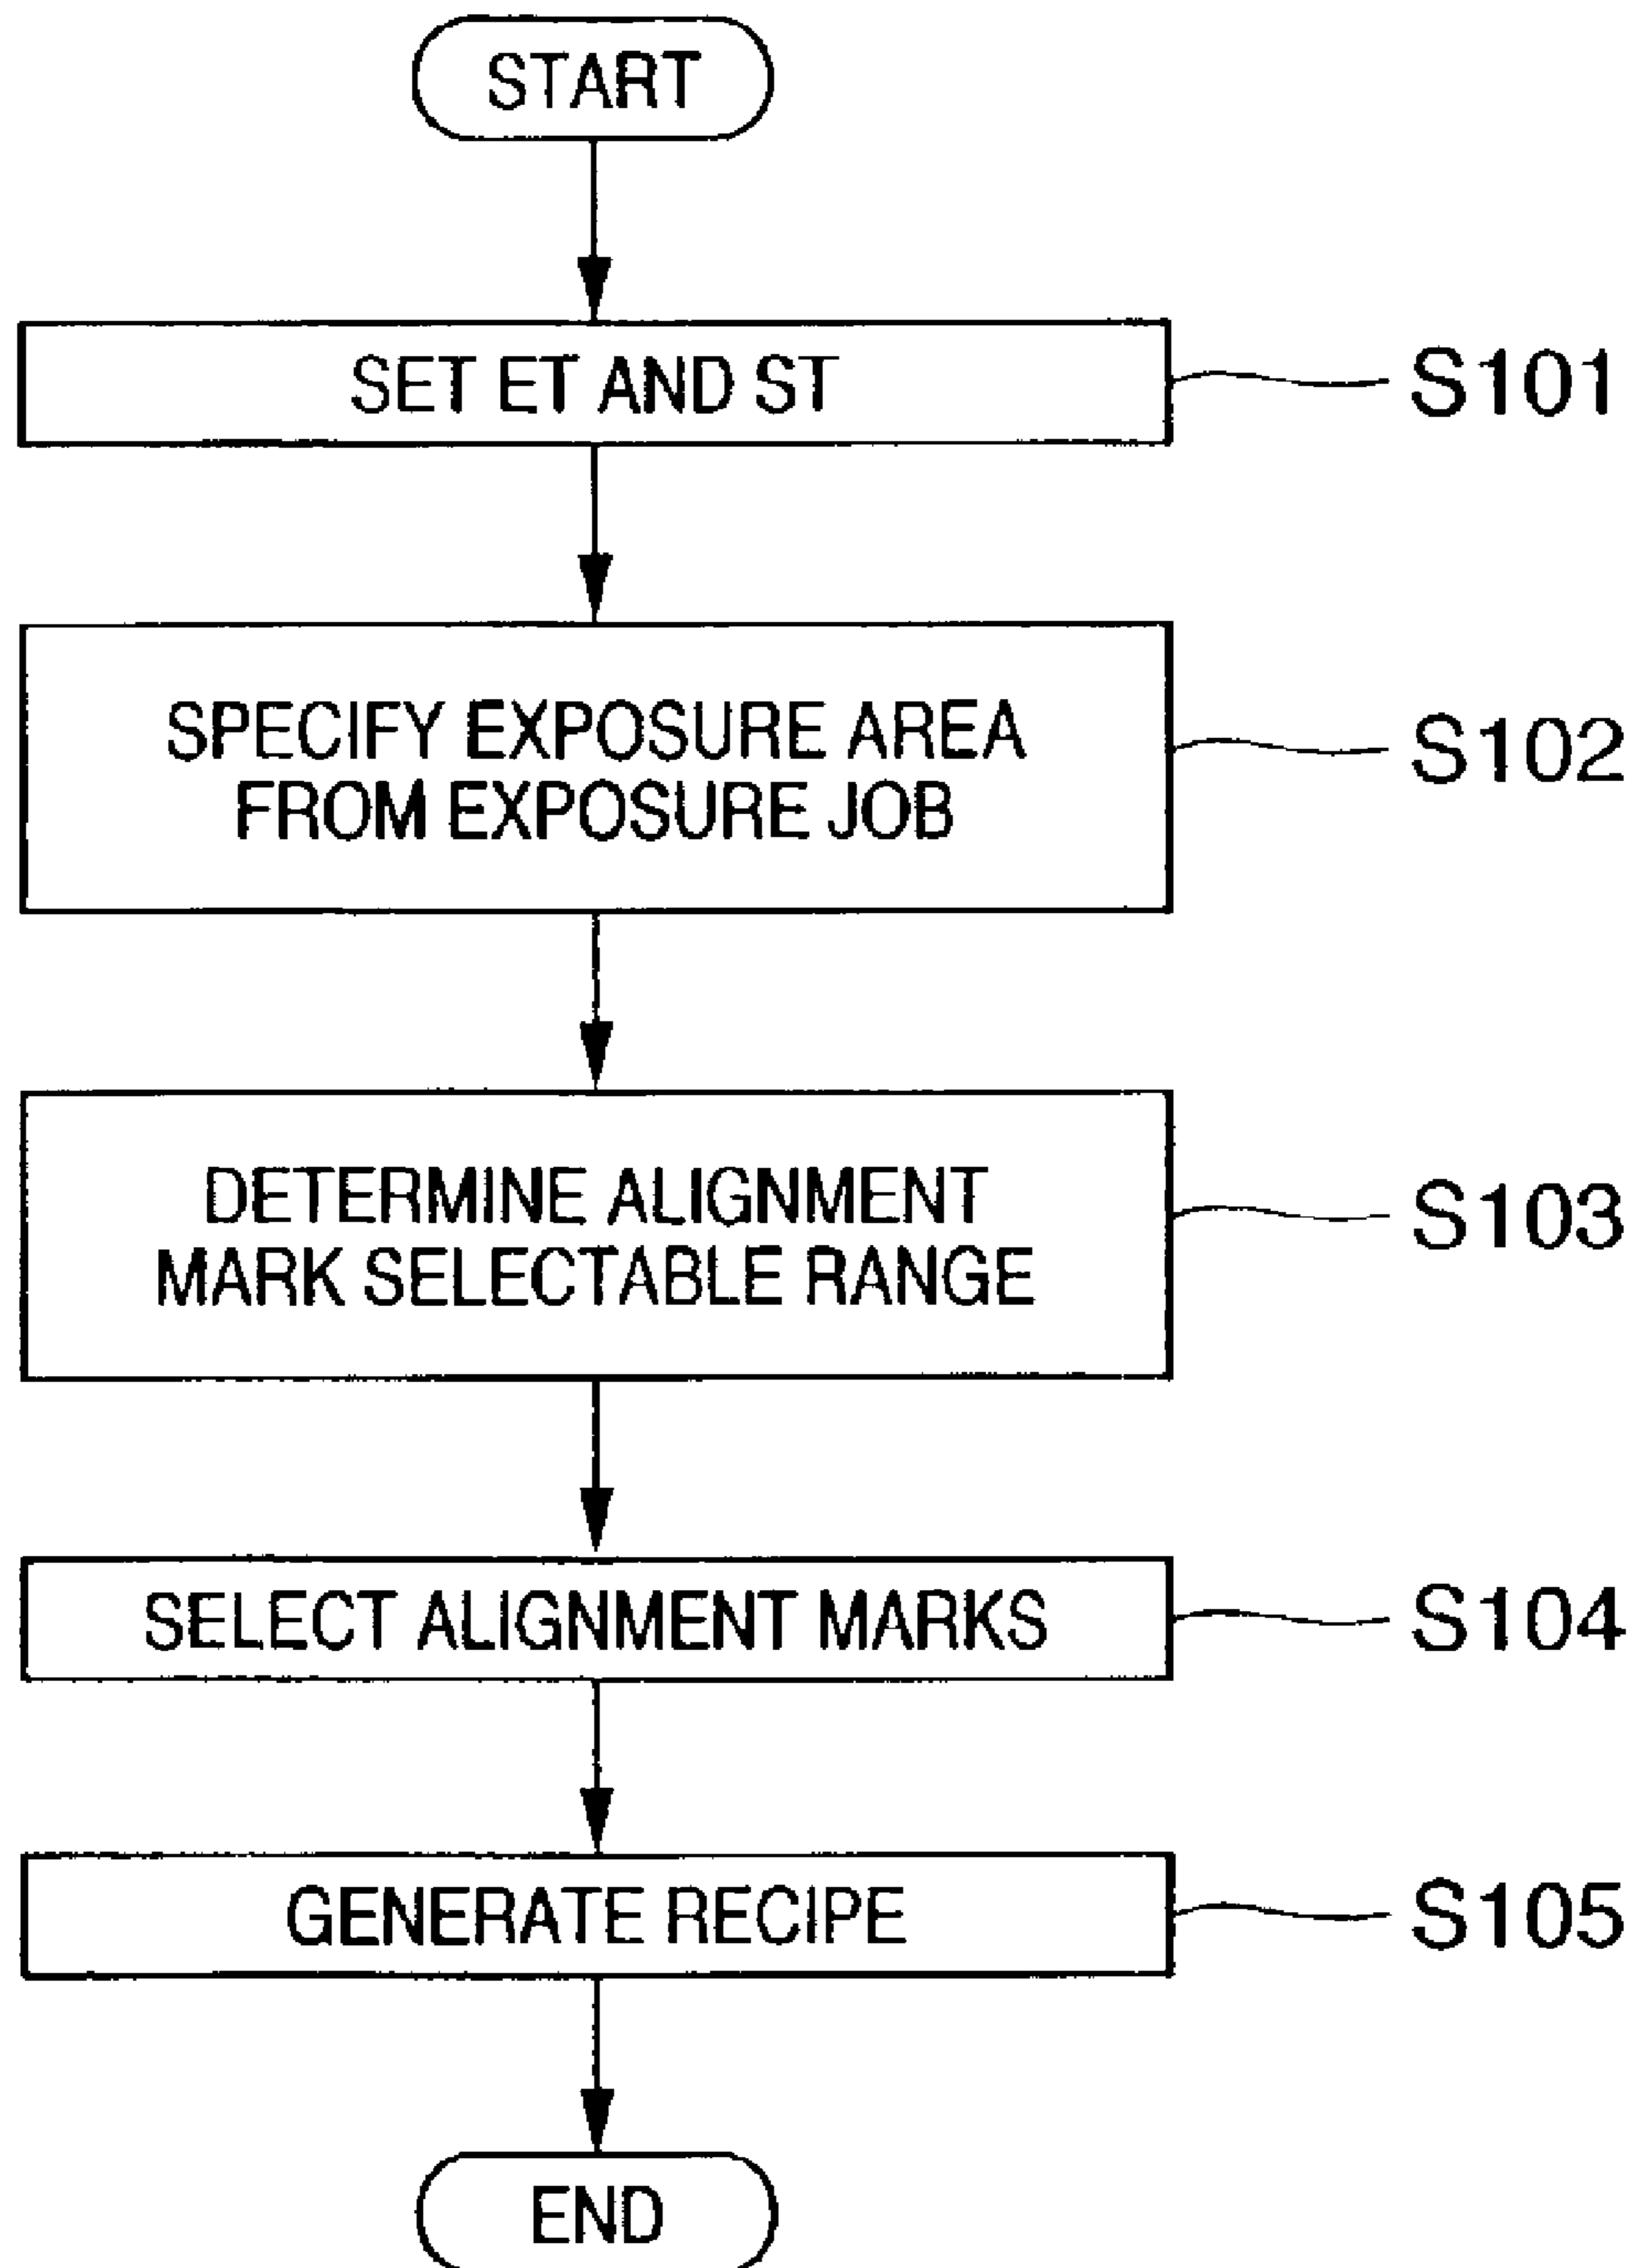 START
SET ET AND ST
S101
SPECIFY EXPOSURE AREA
FROM EXPOSURE JOB
S102
DETERMINE ALIGNMENT
MARK SELECTABLE RANGE
S103
SELECT ALIGNMENT MARKS
S104
GENERATE RECIPE
S105
END